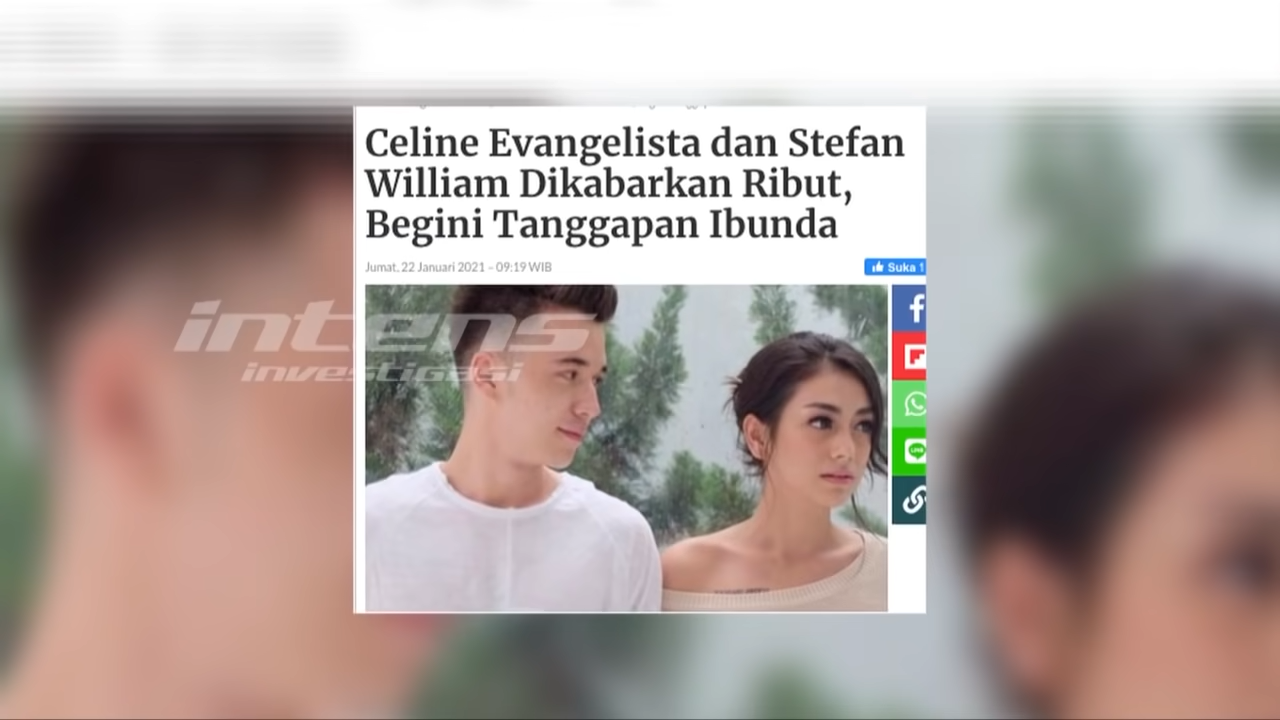 Celine Evangelista dan Stefan
William Dikabarkan Ribut,
Begini Tanggapan Ibunda
Jumat, 22 Januari 2021 - 09:19 WIB
Suka 1
intens
investigasi
LINE